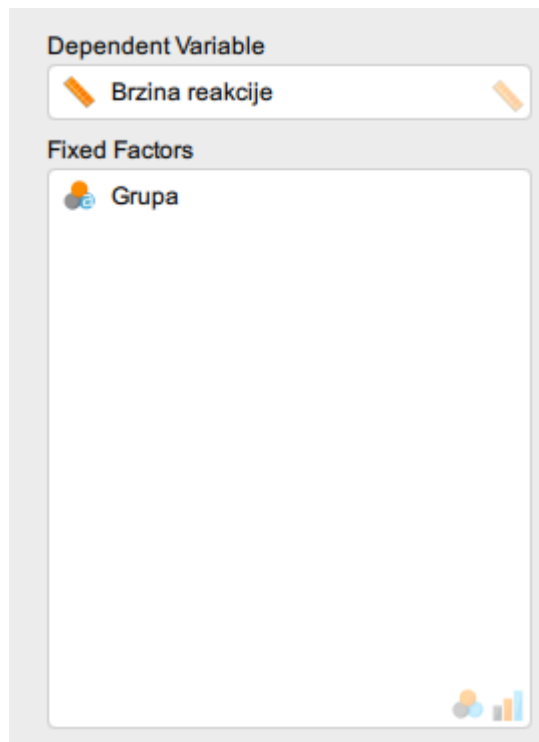 Dependent Variable
Brzina reakcije
Fixed Factors
Grupa